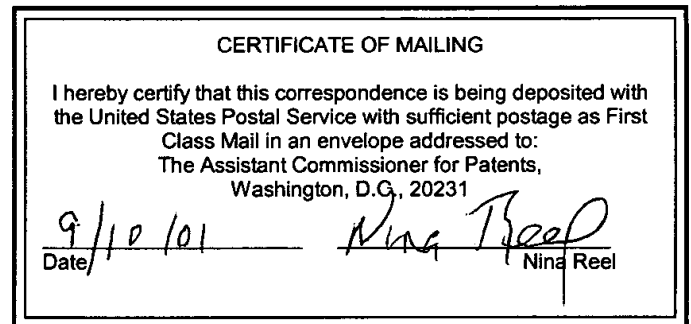 CERTIFICATE OF MAILING
I hereby certify that this correspondence is being deposited with
the United States Postal Service with sufficient postage as First
Class Mail in an envelope addressed to:
The Assistant Commissioner for Patents,
Washington, D.C., 20231
9/10/01 Nina Reel
Date Nina Reel